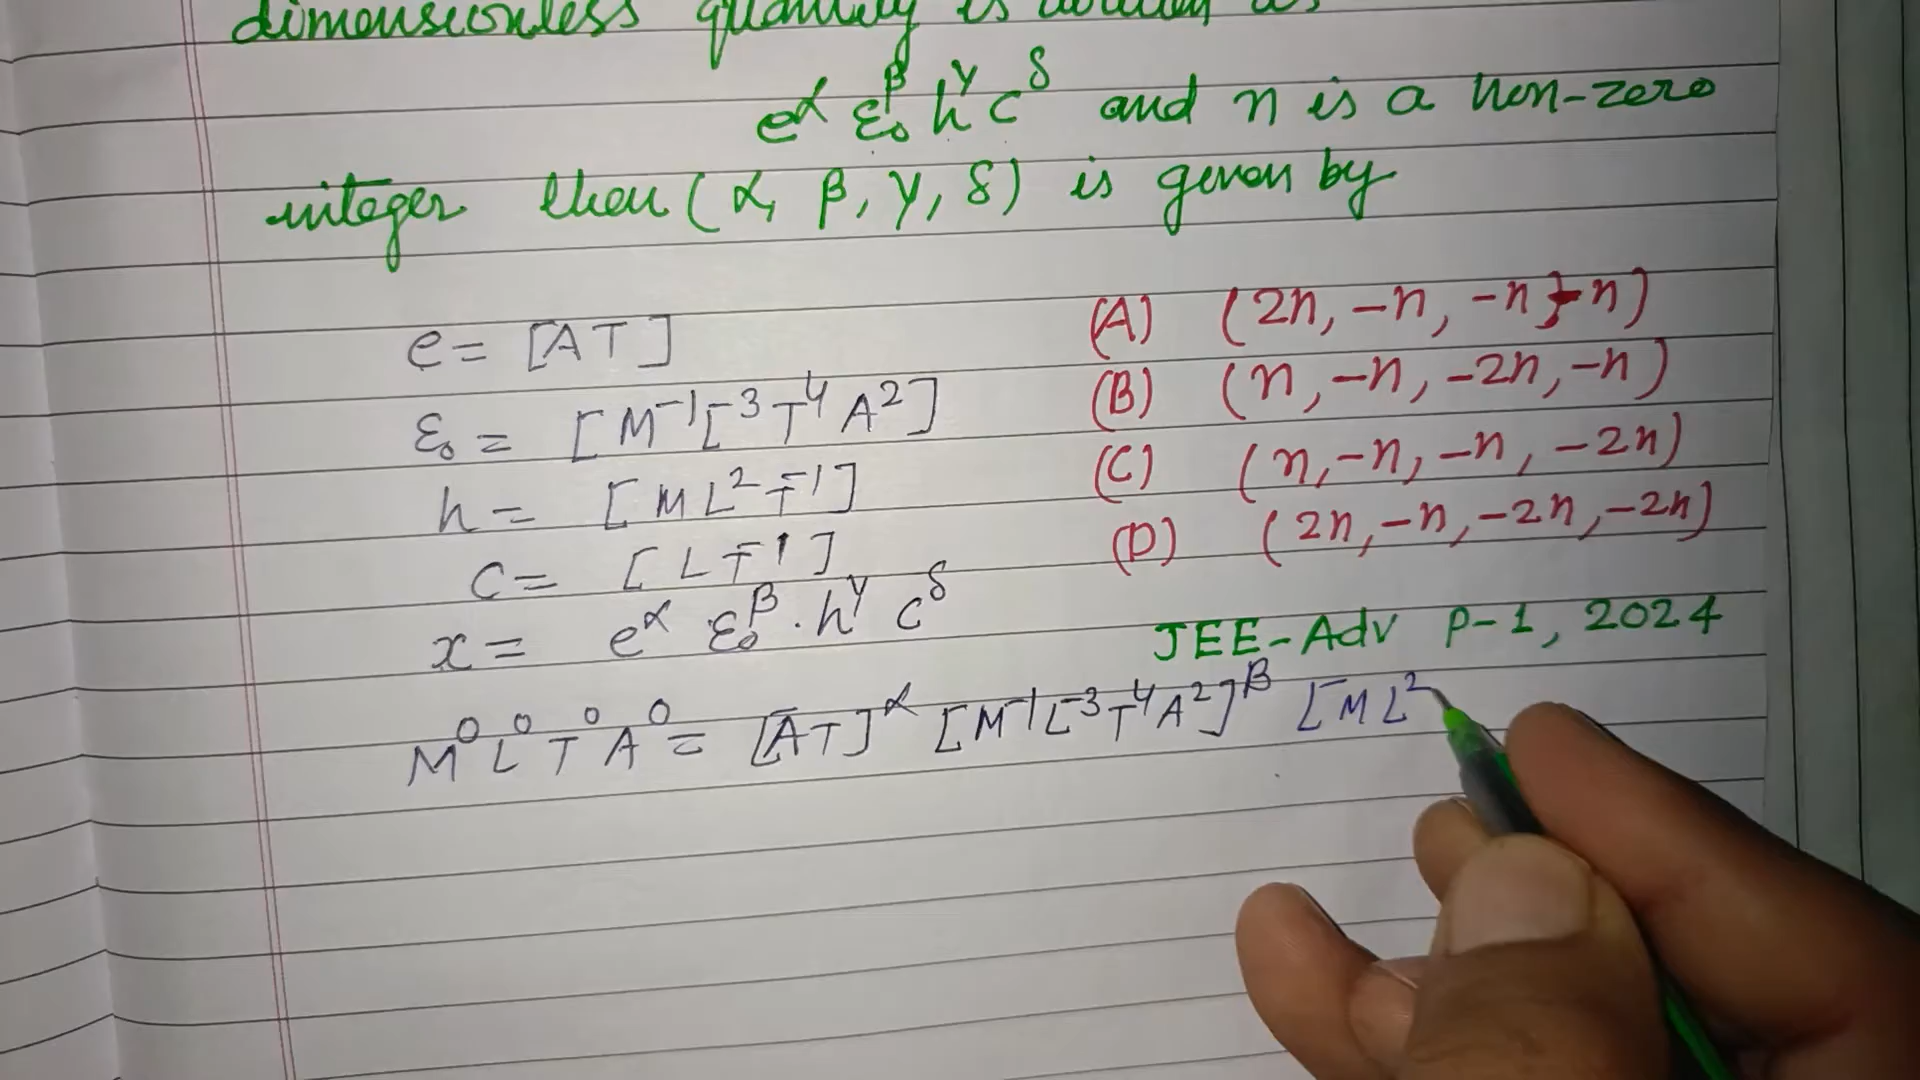 dimensionless quantity is written as
e^α ε₀^β h^γ c^δ and n is a non-zero
integer then (α, β, γ, δ) is given by
e = [AT]
(A) (2n, -n, -n, -n)
ε₀ = [M⁻¹L⁻³T⁴A²]
(B) (n, -n, -2n, -n)
h = [ML²T⁻¹]
(C) (n, -n, -n, -2n)
c = [LT⁻¹]
(D) (2n, -n, -2n, -2n)
x = e^α ε₀^β . h^γ c^δ
JEE-Adv P-1, 2024
M⁰L⁰T⁰A⁰ = [AT]^α [M⁻¹L⁻³T⁴A²]^β [ML²